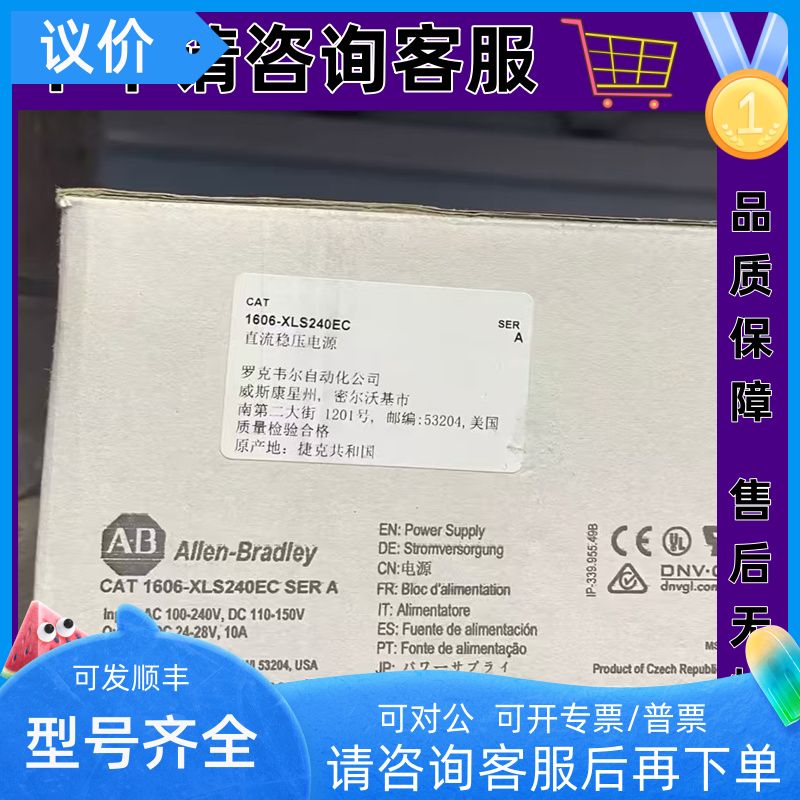 议价
请咨询客服
1
品质保障
售后无
CAT
1606-XLS240EC
SER
A
直流稳压电源
罗克韦尔自动化公司
威斯康星州, 密尔沃基市
南第二大街 1201号, 邮编:53204,美国
质量检验合格
原产地: 捷克共和国
AB Allen-Bradley
CAT 1606-XLS240EC SER A
AC 100-240V, DC 110-150V
24-28V, 10A
53204, USA
EN: Power Supply
DE: Stromversorgung
CN:电源
FR: Bloc d'alimentation
IT: Alimentatore
ES: Fuente de alimentación
PT: Fonte de alimentação
JP: パワーサプライ
IP-339.955.49B
CE
UL
DNV·
dnvgl.com/
Product of Czech Republic
可发顺丰
型号齐全
可对公 可开专票/普票
请咨询客服后再下单